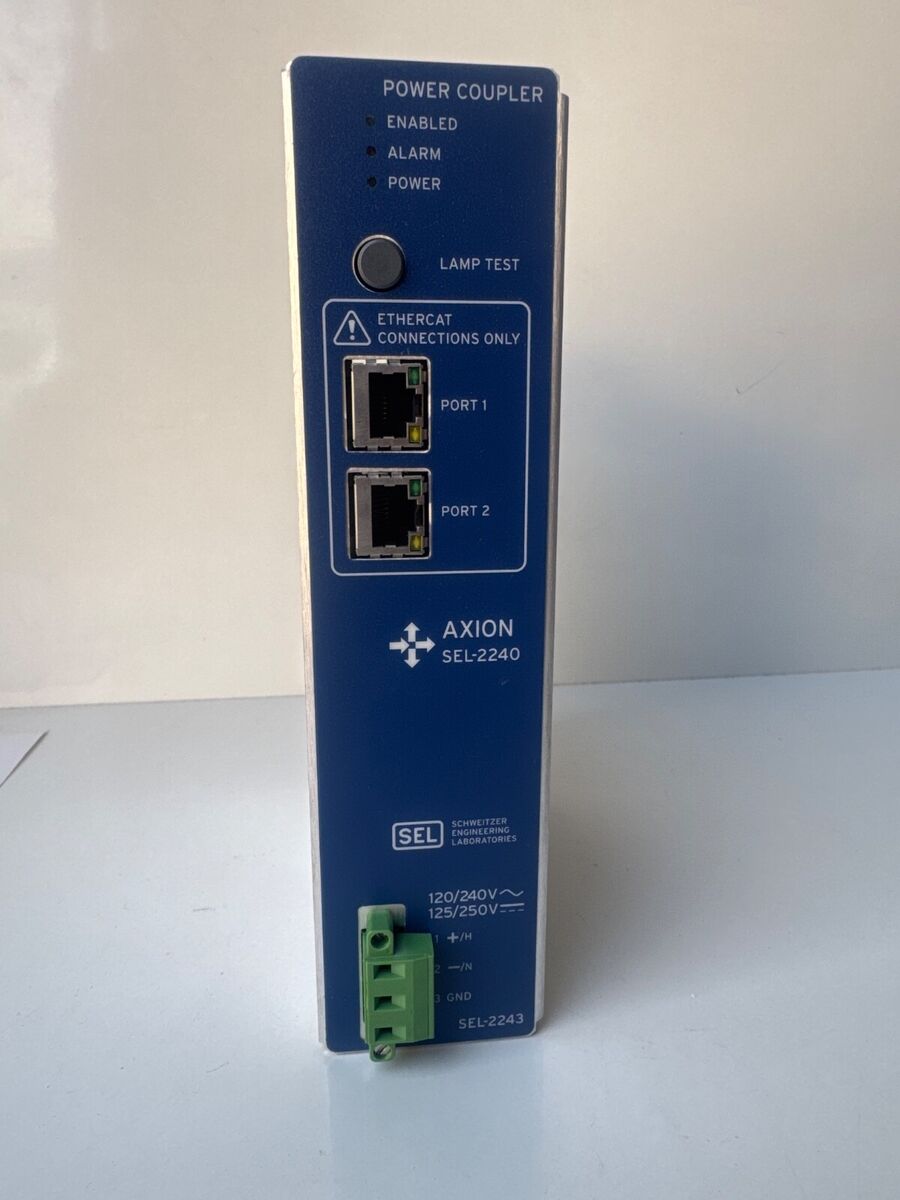 POWER COUPLER
ENABLED
ALARM
POWER
LAMP TEST
ETHERCAT
CONNECTIONS ONLY
PORT 1
PORT 2
AXION
SEL-2240
SEL
SCHWEITZER
ENGINEERING
LABORATORIES
120/240V
125/250V
1 +/H
2 —/N
3 GND
SEL-2243